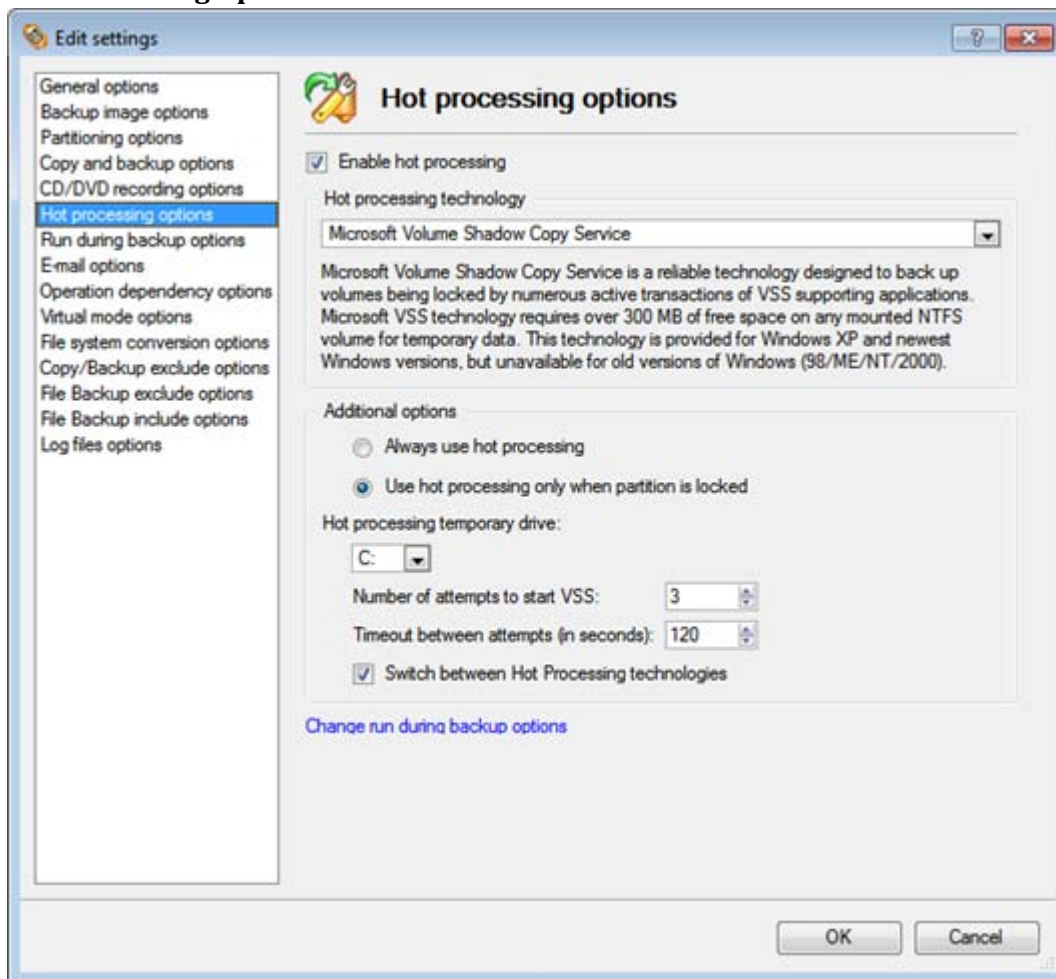 Edit settings
General options
Backup image options
Partitioning options
Copy and backup options
CD/DVD recording options
Hot processing options
Run during backup options
E-mail options
Operation dependency options
Virtual mode options
File system conversion options
Copy/Backup exclude options
File Backup exclude options
File Backup include options
Log files options
Hot processing options
Enable hot processing
Hot processing technology
Microsoft Volume Shadow Copy Service
Microsoft Volume Shadow Copy Service is a reliable technology designed to back up
volumes being locked by numerous active transactions of VSS supporting applications.
Microsoft VSS technology requires over 300 MB of free space on any mounted NTFS
volume for temporary data. This technology is provided for Windows XP and newest
Windows versions, but unavailable for old versions of Windows (98/ME/NT/2000).
Additional options
Always use hot processing
Use hot processing only when partition is locked
Hot processing temporary drive:
C:
Number of attempts to start VSS: 3
Timeout between attempts (in seconds): 120
Switch between Hot Processing technologies
Change run during backup options
OK Cancel